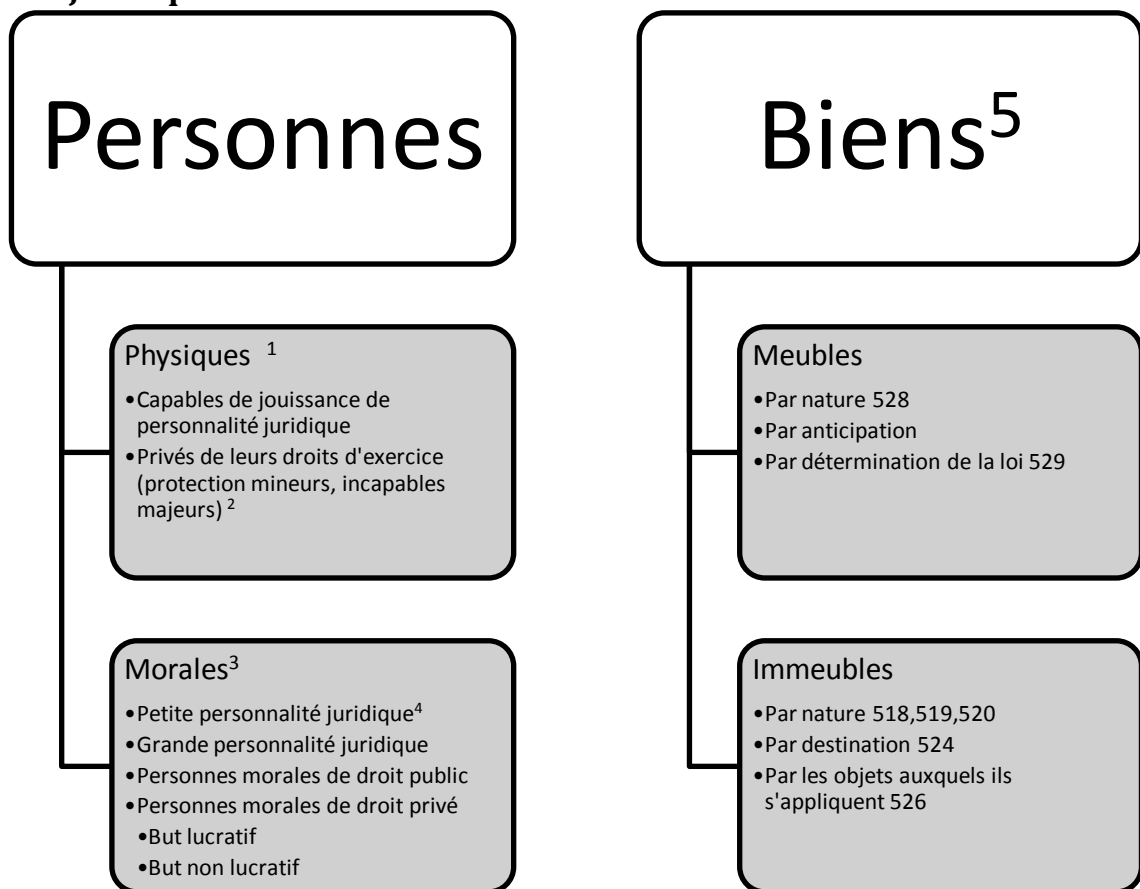 Personnes
Physiques 1
•Capables de jouissance de
personnalité juridique
•Privés de leurs droits d'exercice
(protection mineurs, incapables
majeurs) 2
Morales3
•Petite personnalité juridique4
•Grande personnalité juridique
•Personnes morales de droit public
•Personnes morales de droit privé
•But lucratif
•But non lucratif
Biens5
Meubles
•Par nature 528
•Par anticipation
•Par détermination de la loi 529
Immeubles
•Par nature 518,519,520
•Par destination 524
•Par les objets auxquels ils
s'appliquent 526